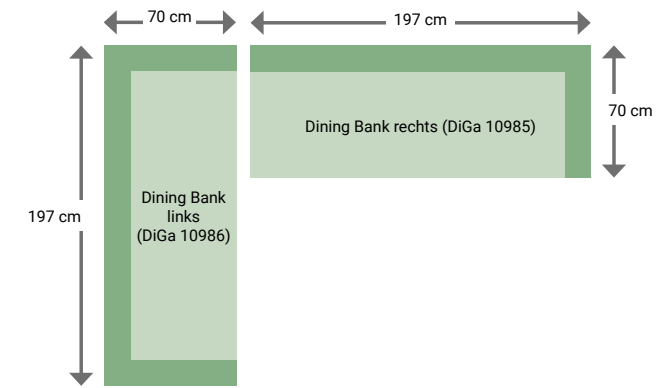 70 cm
197 cm
70 cm
Dining Bank rechts (DiGa 10985)
Dining Bank
links
(DiGa 10986)
197 cm